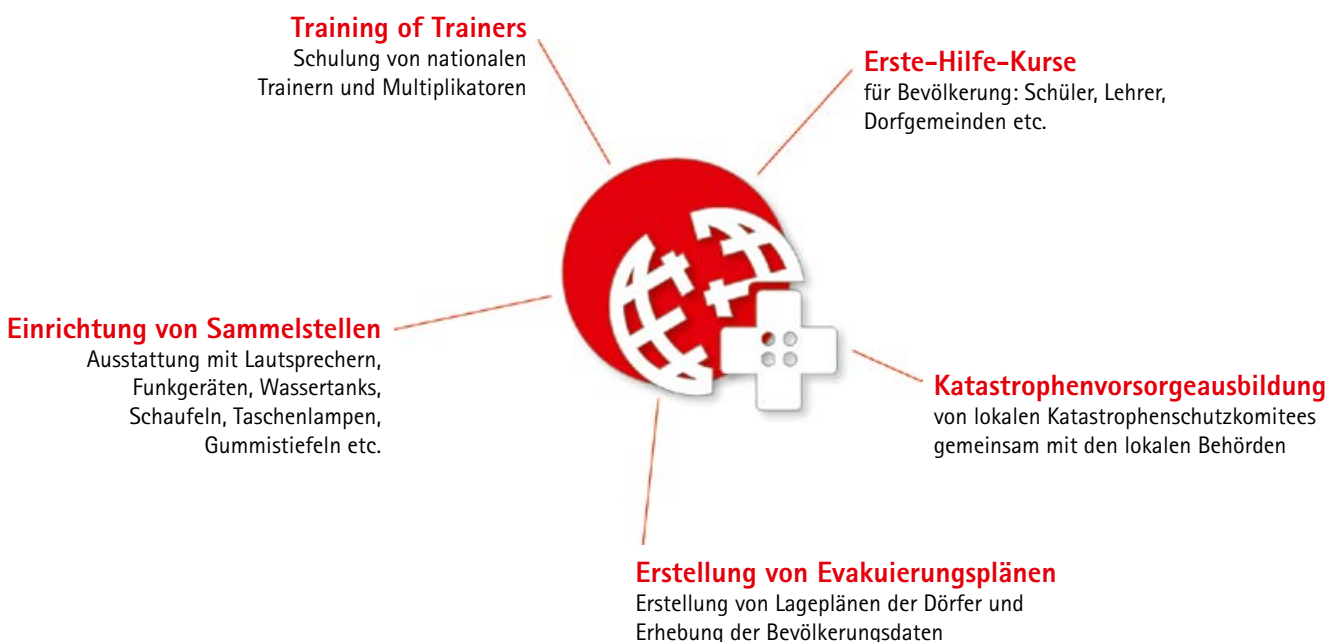 Training of Trainers
Schulung von nationalen
Trainern und Multiplikatoren
Erste-Hilfe-Kurse
für Bevölkerung: Schüler, Lehrer,
Dorfgemeinden etc.
Einrichtung von Sammelstellen
Ausstattung mit Lautsprechern,
Funkgeräten, Wassertanks,
Schaufeln, Taschenlampen,
Gummistiefeln etc.
Katastrophenvorsorgeausbildung
von lokalen Katastrophenschutzkomitees
gemeinsam mit den lokalen Behörden
Erstellung von Evakuierungsplänen
Erstellung von Lageplänen der Dörfer und
Erhebung der Bevölkerungsdaten